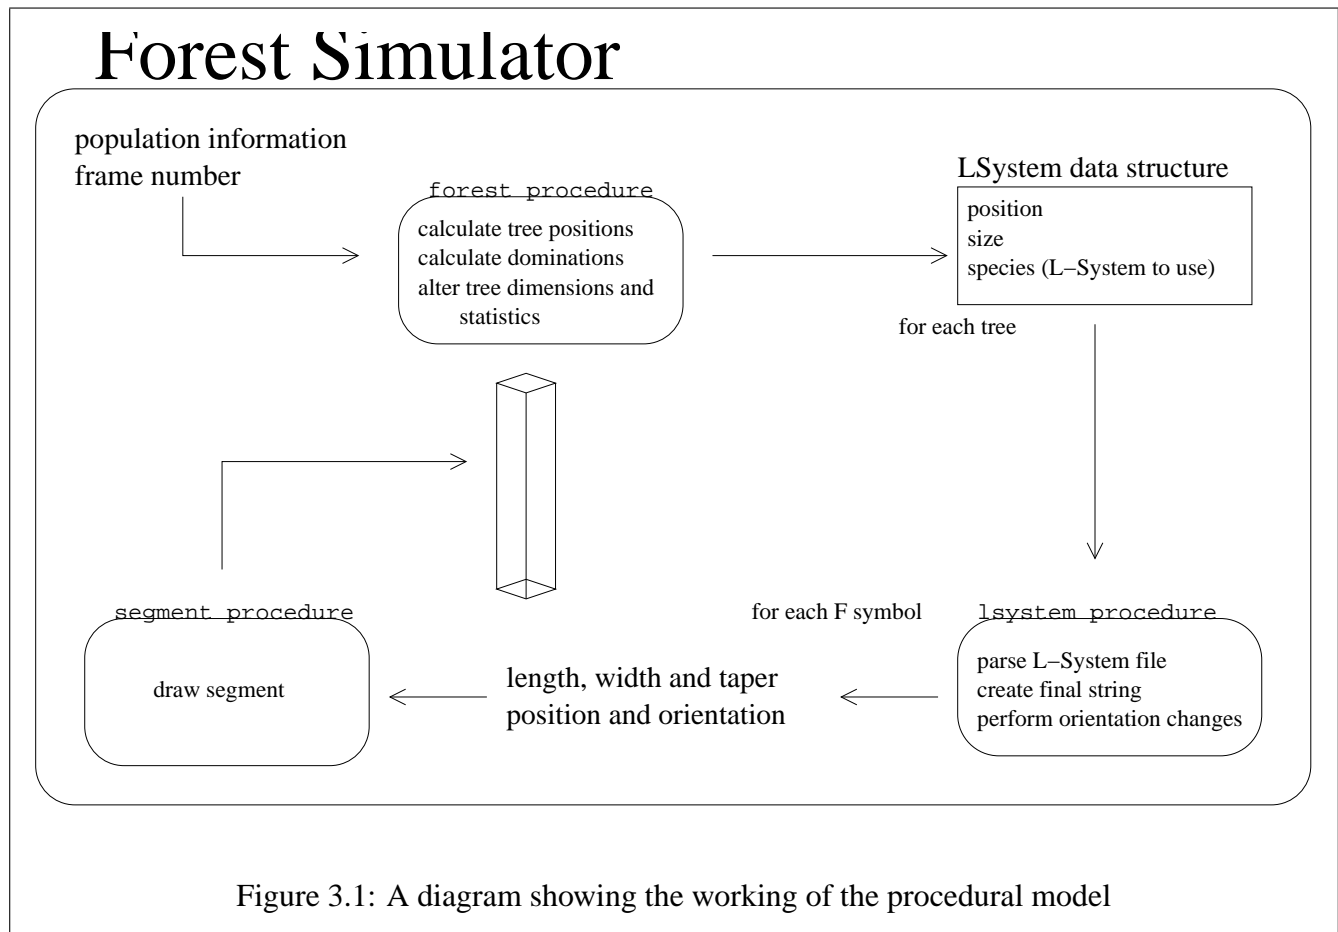 Forest Simulator
population information
frame number
forest procedure
calculate tree positions
calculate dominations
alter tree dimensions and
statistics
LSystem data structure
position
size
species (L−System to use)
for each tree
lsystem procedure
parse L−System file
create final string
perform orientation changes
for each F symbol
length, width and taper
position and orientation
segment procedure
draw segment
Figure 3.1: A diagram showing the working of the procedural model